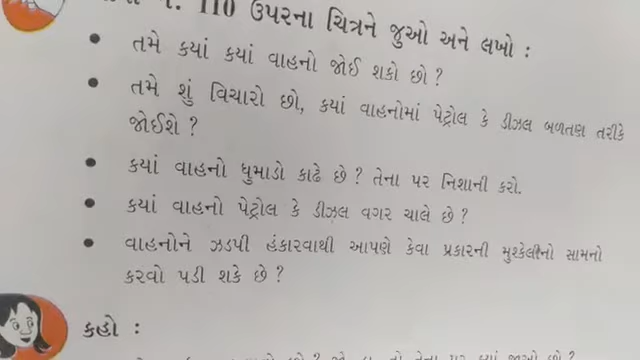 નં. 110 ઉપરના ચિત્રને જુઓ અને લખો :
• તમે કયાં કયાં વાહનો જોઈ શકો છો ?
• તમે શું વિચારો છો, કયાં વાહનોમાં પેટ્રોલ કે ડીઝલ બળતણ તરીકે
જોઈશે ?
• કયાં વાહનો ધુમાડો કાઢે છે ? તેના પર નિશાની કરો.
• કયાં વાહનો પેટ્રોલ કે ડીઝલ વગર ચાલે છે ?
• વાહનોને ઝડપી હંકારવાથી આપણે કેવા પ્રકારની મુશ્કેલીનો સામનો
કરવો પડી શકે છે ?
કહો :